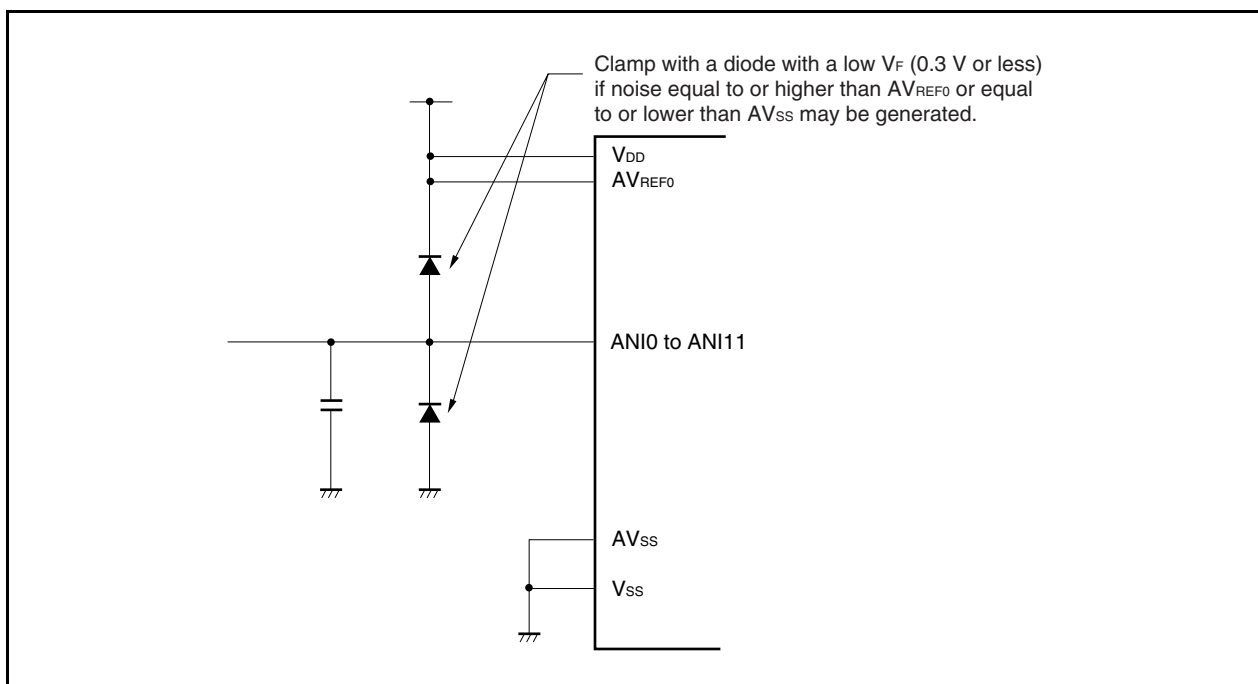 Clamp with a diode with a low VF (0.3 V or less)
if noise equal to or higher than AVREF0 or equal
to or lower than AVSS may be generated.
VDD
AVREF0
ANI0 to ANI11
AVSS
VSS